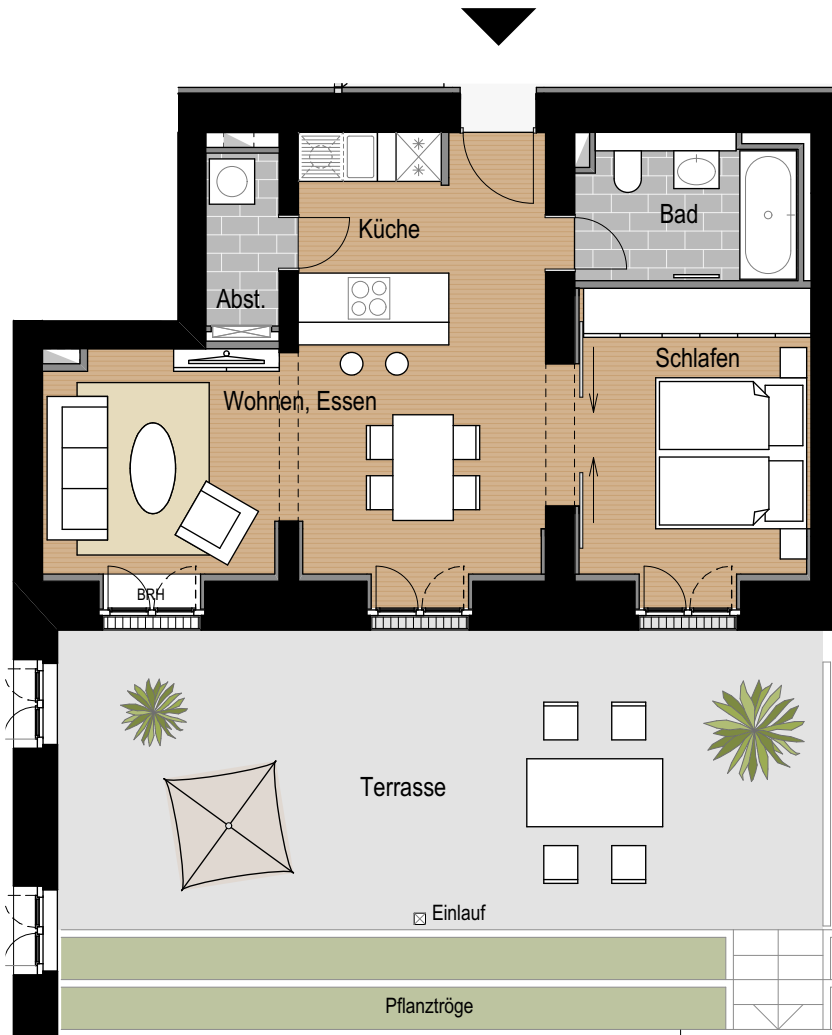 Küche
Bad
Abst.
Schlafen
Wohnen, Essen
BRH
Terrasse
Einlauf
Pflanztröge